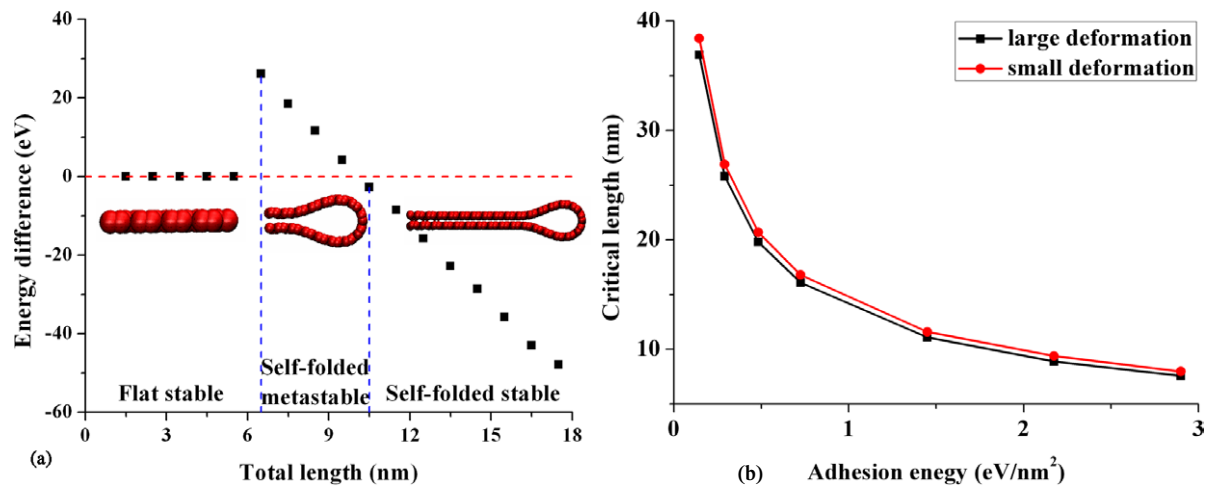 40
20
0
-20
-40
-60
Energy difference (eV)
Flat stable
Self-folded
metastable
Self-folded stable
0 3 6 9 12 15 18
(a)
Total length (nm)
large deformation
small deformation
40
30
20
10
Critical length (nm)
0 1 2 3
(b)
Adhesion enegy (eV/nm²)